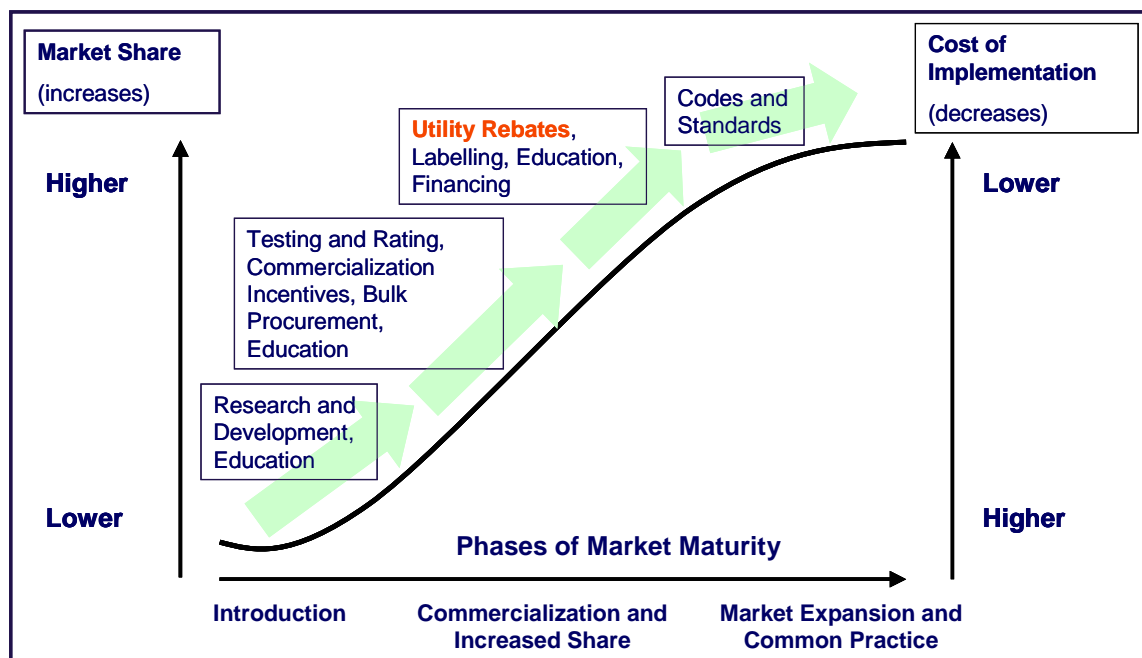 Market Share
(increases)
Cost of
Implementation
(decreases)
Codes and
Standards
Utility Rebates,
Labelling, Education,
Financing
Higher
Lower
Testing and Rating,
Commercialization
Incentives, Bulk
Procurement,
Education
Research and
Development,
Education
Lower
Higher
Phases of Market Maturity
Introduction
Commercialization and
Increased Share
Market Expansion and
Common Practice